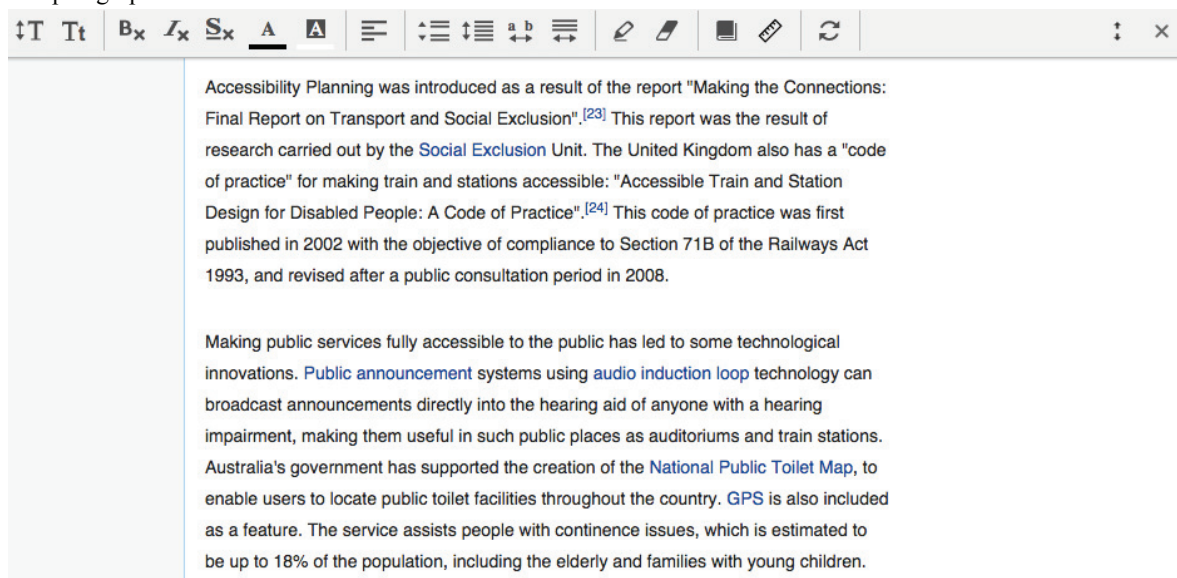 ↕T Tt Bx Ix Sx A A a b
Accessibility Planning was introduced as a result of the report "Making the Connections:
Final Report on Transport and Social Exclusion".[23] This report was the result of
research carried out by the Social Exclusion Unit. The United Kingdom also has a "code
of practice" for making train and stations accessible: "Accessible Train and Station
Design for Disabled People: A Code of Practice".[24] This code of practice was first
published in 2002 with the objective of compliance to Section 71B of the Railways Act
1993, and revised after a public consultation period in 2008.
Making public services fully accessible to the public has led to some technological
innovations. Public announcement systems using audio induction loop technology can
broadcast announcements directly into the hearing aid of anyone with a hearing
impairment, making them useful in such public places as auditoriums and train stations.
Australia's government has supported the creation of the National Public Toilet Map, to
enable users to locate public toilet facilities throughout the country. GPS is also included
as a feature. The service assists people with continence issues, which is estimated to
be up to 18% of the population, including the elderly and families with young children.